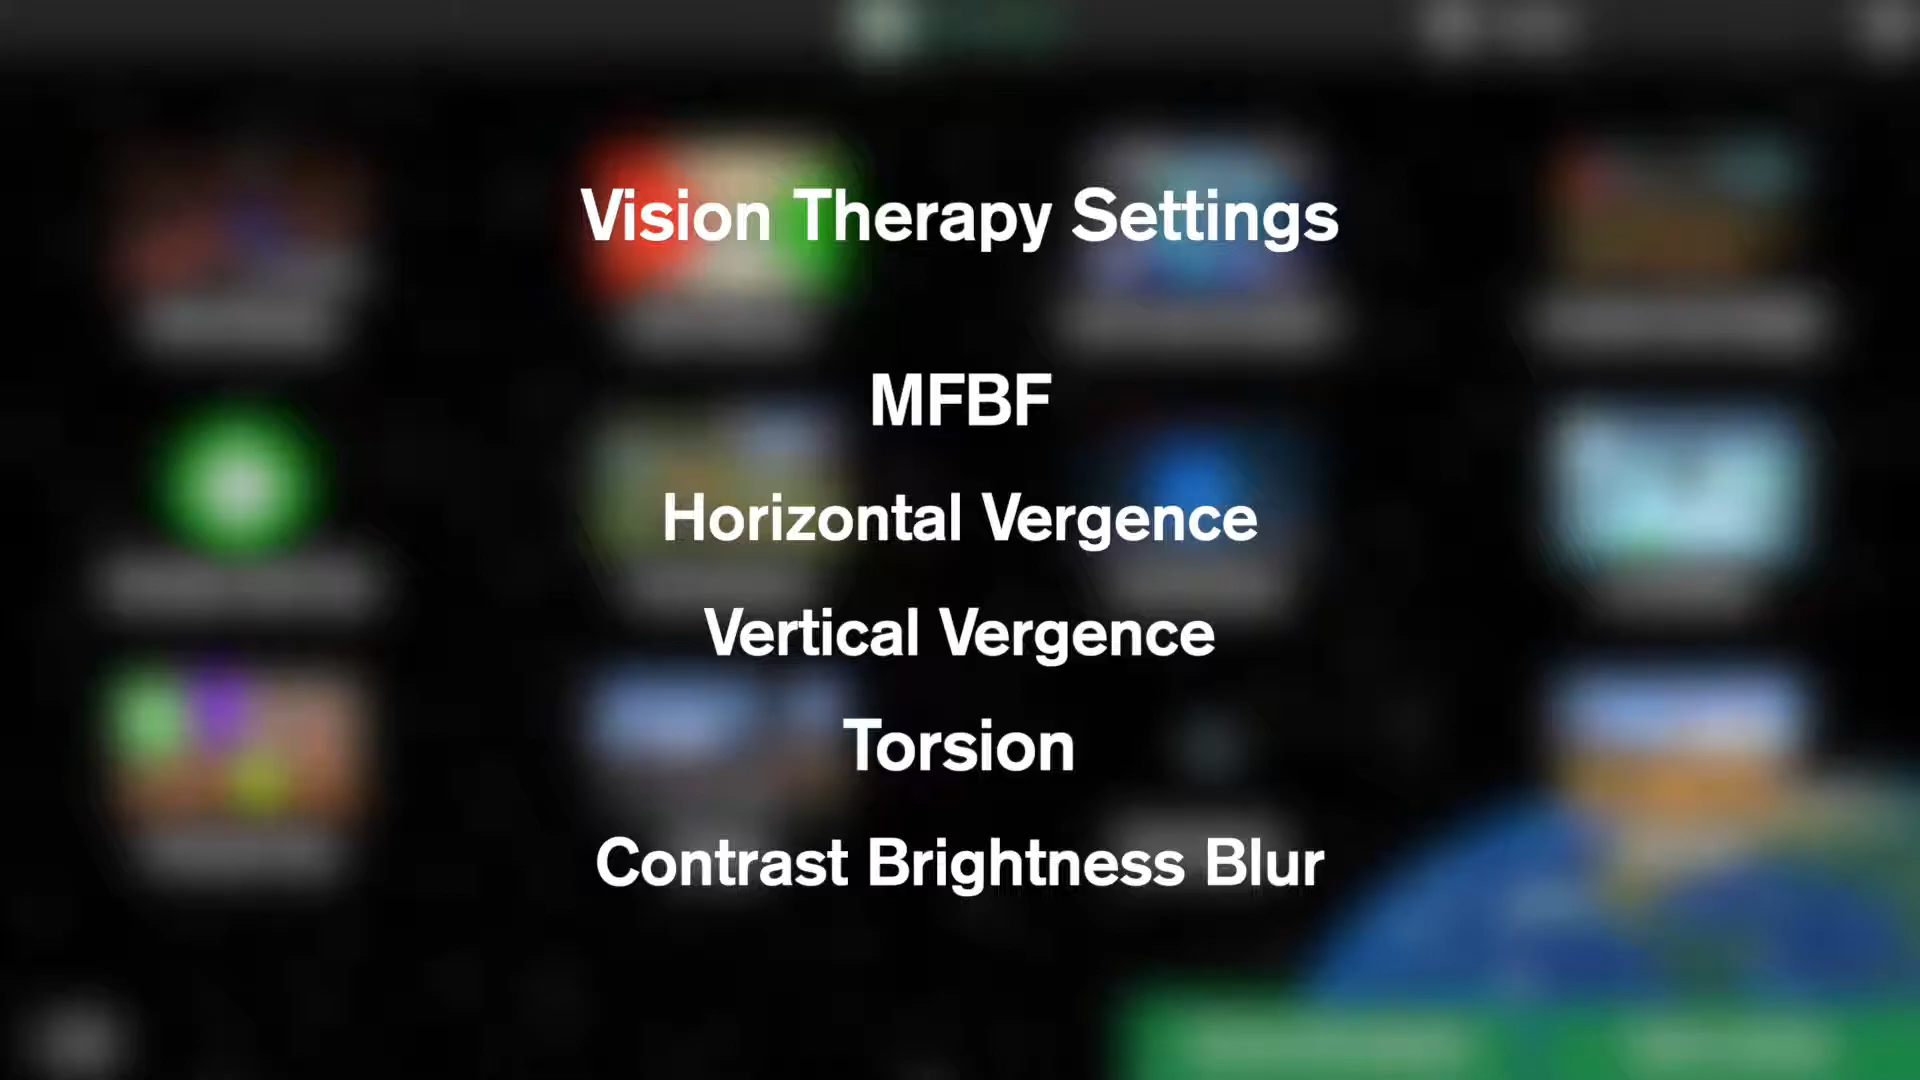 Vision Therapy Settings
MFBF
Horizontal Vergence
Vertical Vergence
Torsion
Contrast Brightness Blur